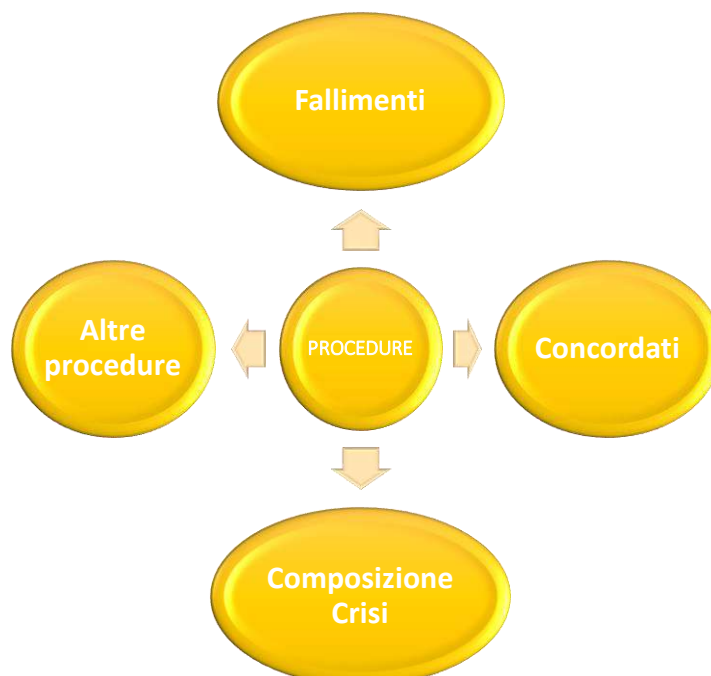 Fallimenti
Altre
procedure
PROCEDURE
Concordati
Composizione
Crisi